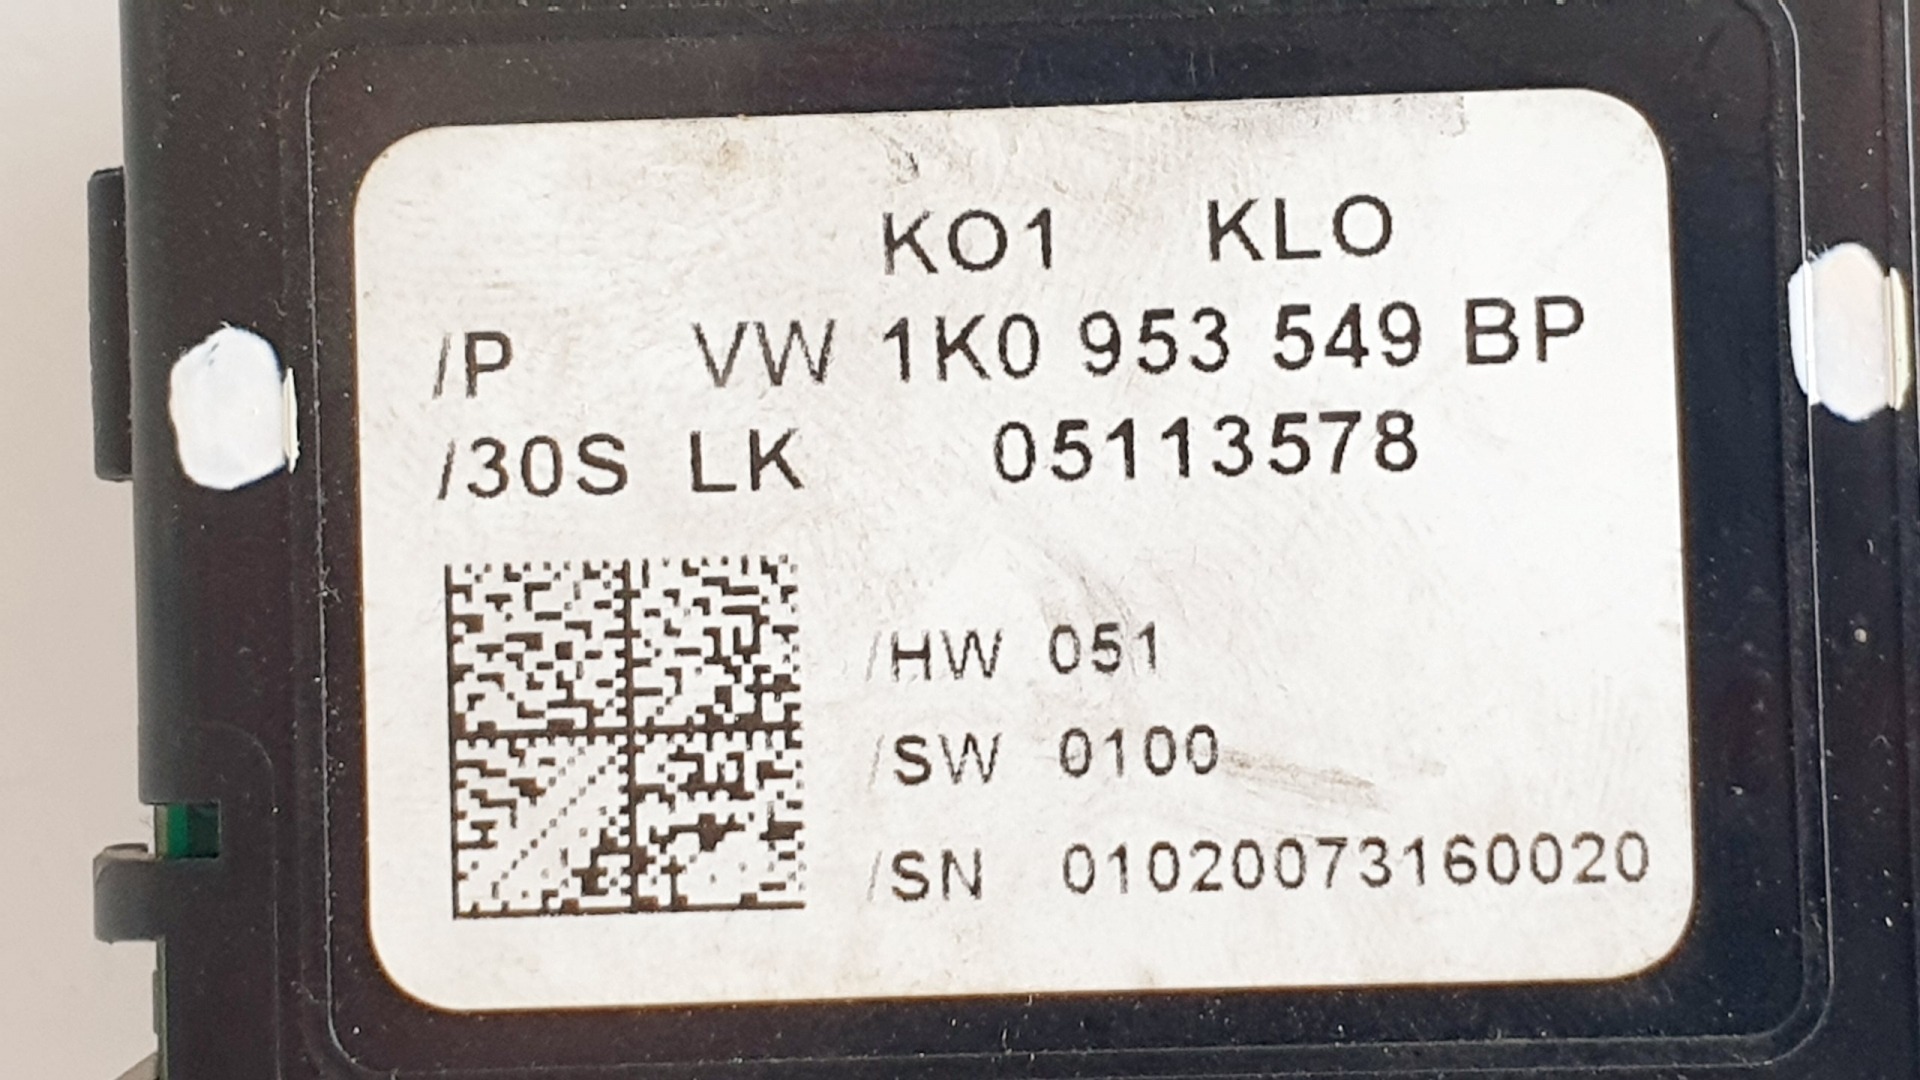 KO1 KLO
/P VW 1K0 953 549 BP
/30S LK 05113578
/HW 051
/SW 0100
/SN 01020073160020